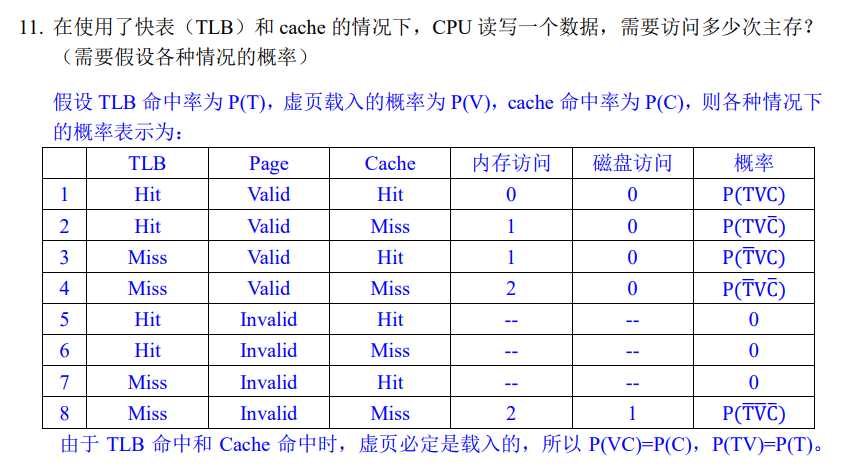 11. 在使用了快表（TLB）和 cache 的情况下，CPU 读写一个数据，需要访问多少次主存？
（需要假设各种情况的概率）
假设 TLB 命中率为 P(T)，虚页载入的概率为 P(V)，cache 命中率为 P(C)，则各种情况下
的概率表示为：
TLB Page Cache 内存访问 磁盘访问 概率
1 Hit Valid Hit 0 0 P(TVC)
2 Hit Valid Miss 1 0 P(TVC̅)
3 Miss Valid Hit 1 0 P(T̅VC)
4 Miss Valid Miss 2 0 P(T̅VC̅)
5 Hit Invalid Hit -- -- 0
6 Hit Invalid Miss -- -- 0
7 Miss Invalid Hit -- -- 0
8 Miss Invalid Miss 2 1 P(T̅V̅C̅)
由于 TLB 命中和 Cache 命中时，虚页必定是载入的，所以 P(VC)=P(C)，P(TV)=P(T)。